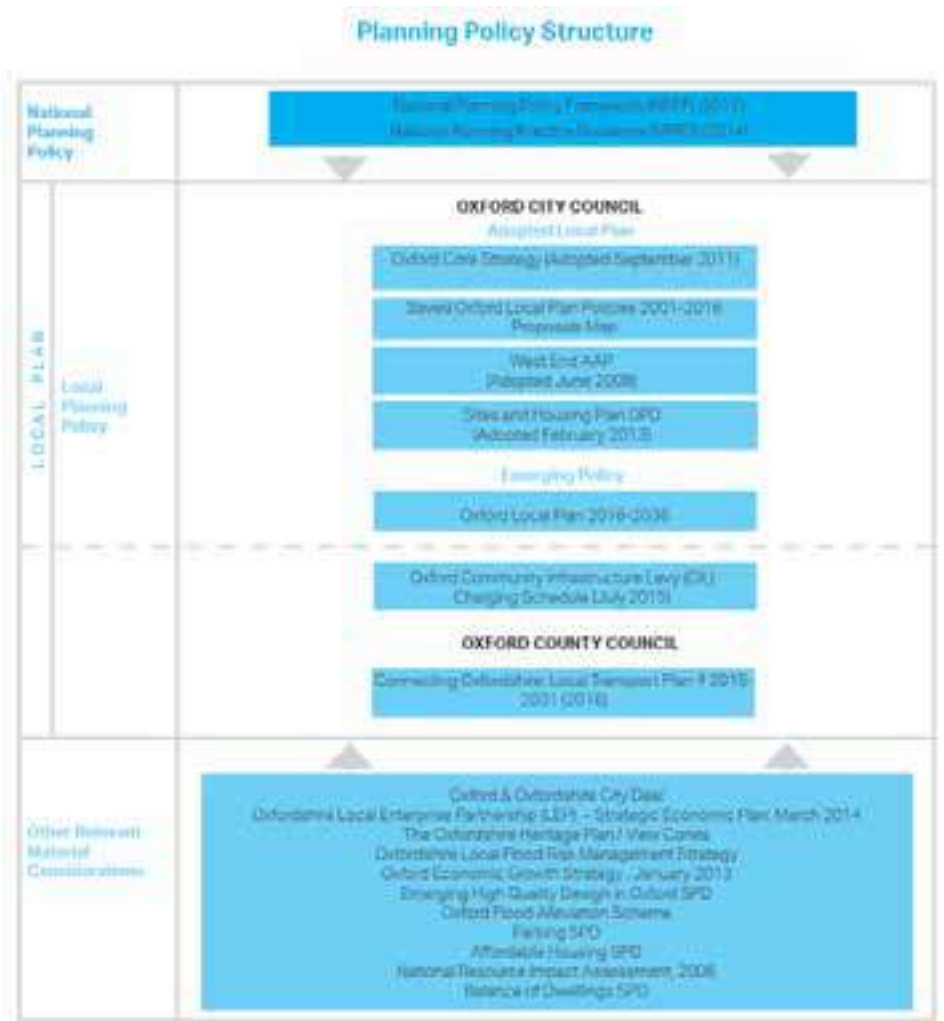 Planning Policy Structure
National
Planning
Policy
National Planning Policy Framework (NPPF) (2012)
National Planning Practice Guidance (NPPG) (2014)
LOCAL PLAN
Local
Planning
Policy
OXFORD CITY COUNCIL
Adopted Local Plan
Oxford Core Strategy (Adopted September 2011)
Saved Oxford Local Plan Policies 2001-2016
Proposals Map
West End AAP
(Adopted June 2008)
Sites and Housing Plan DPD
(Adopted February 2013)
Emerging Policy
Oxford Local Plan 2016-2036
Oxford Community Infrastructure Levy (CIL)
Charging Schedule (July 2015)
OXFORD COUNTY COUNCIL
Connecting Oxfordshire: Local Transport Plan 2015-
2031 (2016)
Other Relevant
Material
Considerations
Oxford & Oxfordshire City Deal
Oxfordshire Local Enterprise Partnership (LEP) – Strategic Economic Plan, March 2014
The Oxfordshire Heritage Plan / View Cones
Oxfordshire Local Flood Risk Management Strategy
Oxford Economic Growth Strategy, January 2013
Emerging High Quality Design in Oxford SPD
Oxford Flood Alleviation Scheme
Parking SPD
Affordable Housing SPD
National Resource Impact Assessment, 2006
Balance of Dwellings SPD